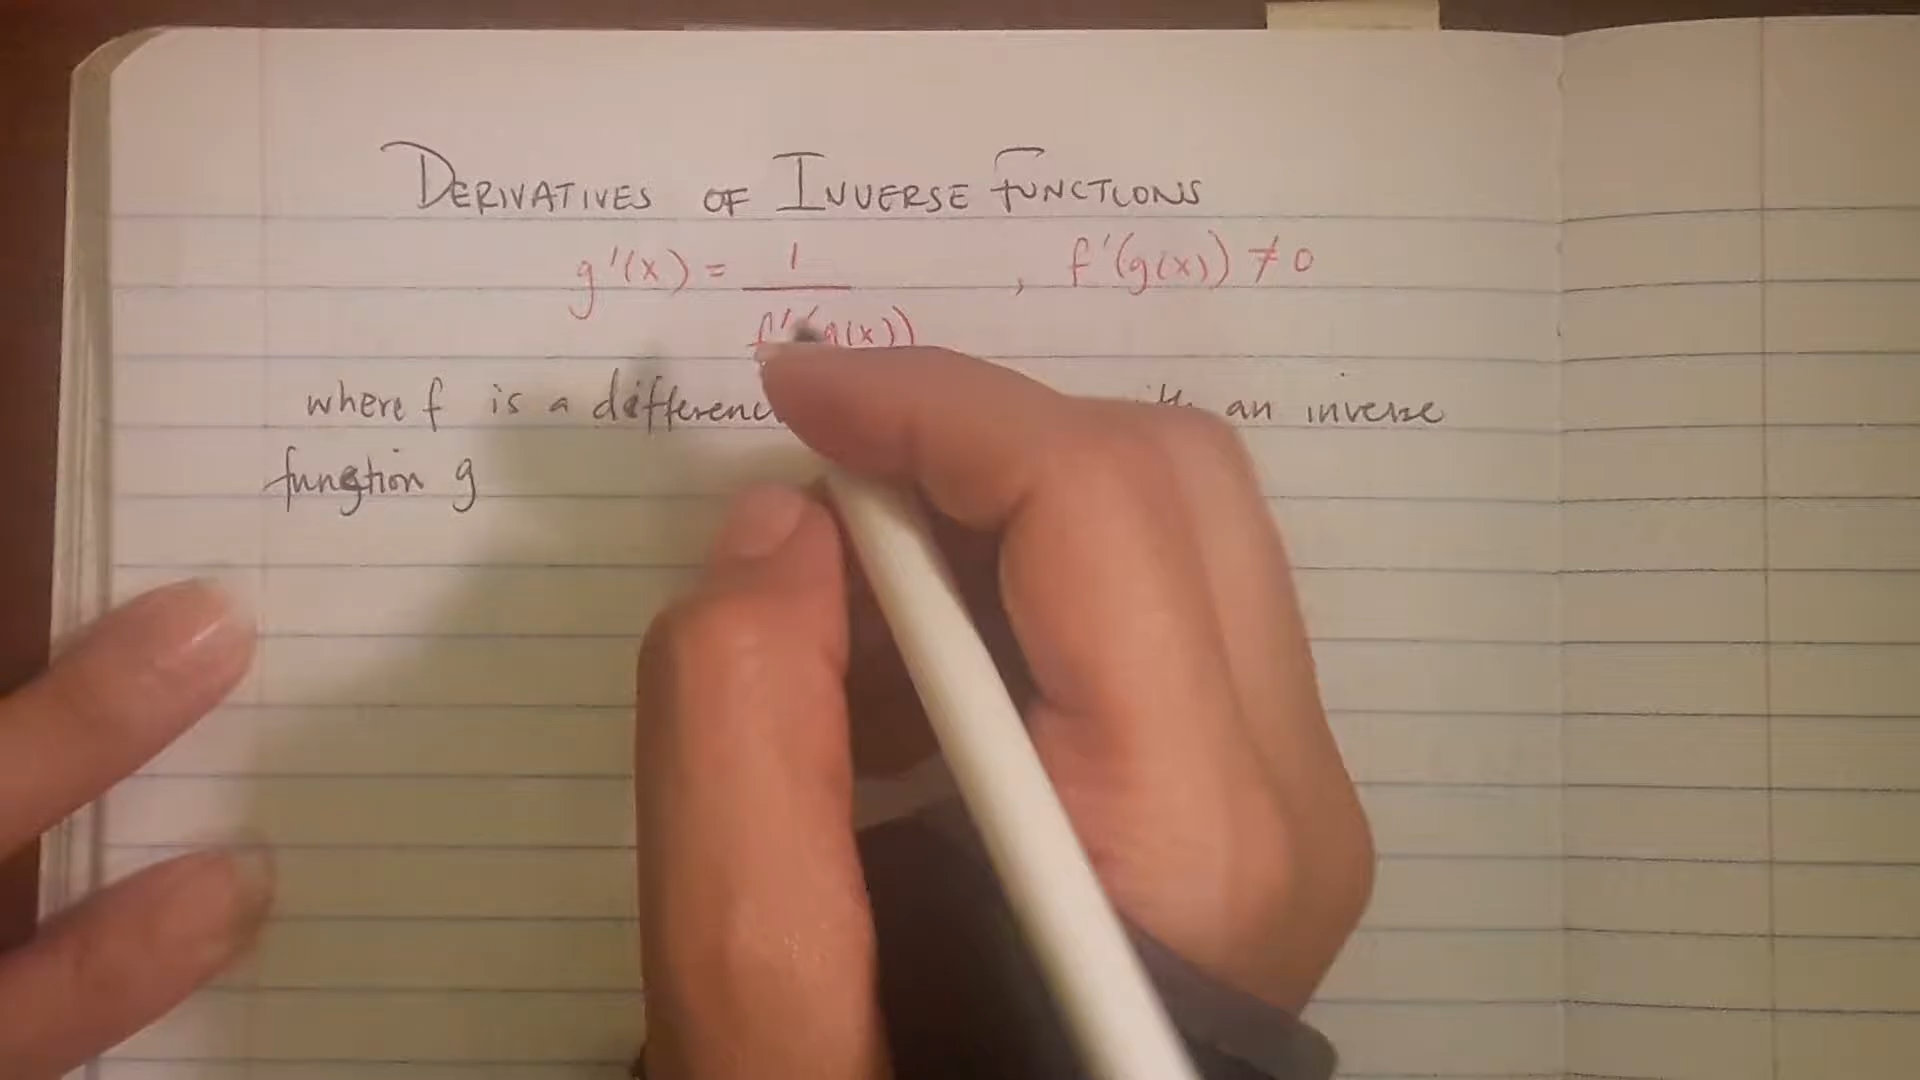 DERIVATIVES OF INVERSE FUNCTIONS
g'(x) = 1 / f'(g(x)) , f'(g(x)) ≠ 0
where f is a an inverse
function g